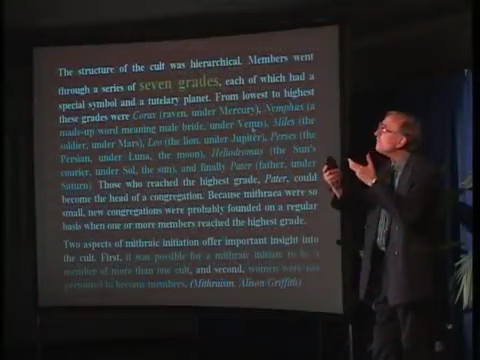 The structure of the cult was hierarchical. Members went
through a series of seven grades, each of which had a
special symbol and a tutelary planet. From lowest to highest
these grades were Corax (raven, under Mercury), Nymphus (a
made-up word meaning male bride, under Venus), Miles (the
soldier, under Mars), Leo (the lion, under Jupiter), Perses (the
Persian, under Luna, the moon), Heliodromus (the Sun's
courier, under Sol, the sun), and finally Pater (father, under
Saturn). Those who reached the highest grade, Pater, could
become the head of a congregation. Because mithraea were so
small, new congregations were probably founded on a regular
basis when one or more members reached the highest grade.
Two aspects of mithraic initiation offer important insight into
the cult. First, it was possible for a mithraic initiate to be a
member of more than one cult, and second, women were not
permitted to become members. (Mithraism, Alison Griffith)